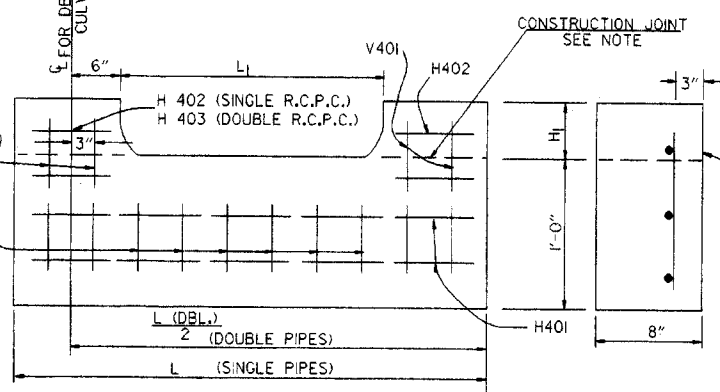 ℄ FOR DE
CULV
6"
L₁
V401
H402
CONSTRUCTION JOINT
SEE NOTE
3"
H 402 (SINGLE R.C.P.C.)
H 403 (DOUBLE R.C.P.C.)
3"
H₁
1'-0"
L (DBL.)
2
(DOUBLE PIPES)
H401
8"
L (SINGLE PIPES)